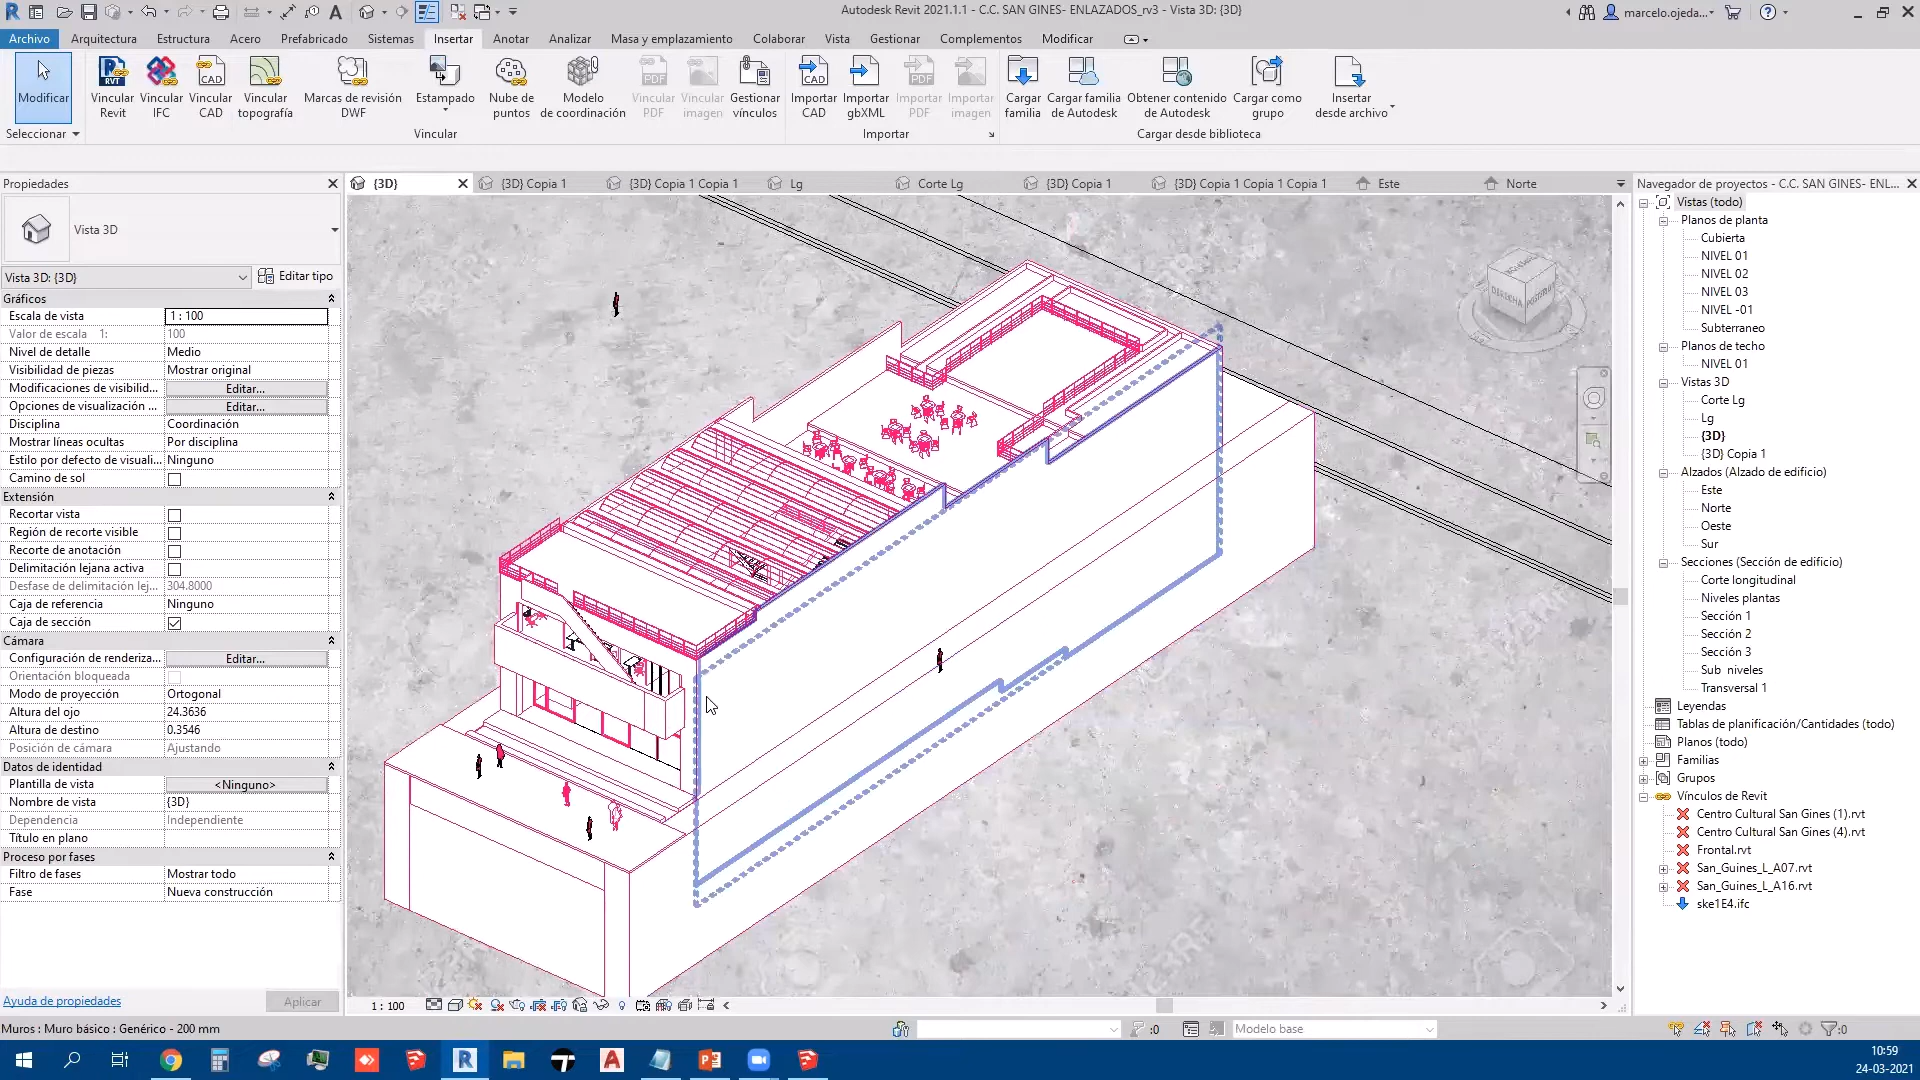 Autodesk Revit 2021.1.1 - C.C. SAN GINES- ENLAZADOS_rv3 - Vista 3D: {3D}
marcelo.ojeda...
Archivo Arquitectura Estructura Acero Prefabricado Sistemas Insertar Anotar Analizar Masa y emplazamiento Colaborar Vista Gestionar Complementos Modificar
Modificar
Vincular Revit
Vincular IFC
Vincular CAD
Vincular topografía
Marcas de revisión DWF
Estampado
Nube de puntos
Modelo de coordinación
Vincular PDF
Vincular imagen
Gestionar vínculos
Importar CAD
Importar gbXML
Importar PDF
Importar imagen
Cargar familia
Cargar familia de Autodesk
Obtener contenido de Autodesk
Cargar como grupo
Insertar desde archivo
Seleccionar Vincular Importar Cargar desde biblioteca
Propiedades
{3D} {3D} Copia 1 {3D} Copia 1 Copia 1 Lg Corte Lg {3D} Copia 1 {3D} Copia 1 Copia 1 Copia 1 Este Norte
Vista 3D
Vista 3D: {3D} Editar tipo
Gráficos
Escala de vista 1 : 100
Valor de escala 1: 100
Nivel de detalle Medio
Visibilidad de piezas Mostrar original
Modificaciones de visibilid... Editar...
Opciones de visualización ... Editar...
Disciplina Coordinación
Mostrar líneas ocultas Por disciplina
Estilo por defecto de visuali... Ninguno
Camino de sol
Extensión
Recortar vista
Región de recorte visible
Recorte de anotación
Delimitación lejana activa
Desfase de delimitación lej... 304.8000
Caja de referencia Ninguno
Caja de sección
Cámara
Configuración de renderiza... Editar...
Orientación bloqueada
Modo de proyección Ortogonal
Altura del ojo 24.3636
Altura de destino 0.3546
Posición de cámara Ajustando
Datos de identidad
Plantilla de vista <Ninguno>
Nombre de vista {3D}
Dependencia Independiente
Título en plano
Proceso por fases
Filtro de fases Mostrar todo
Fase Nueva construcción
Ayuda de propiedades Aplicar
DERECHA
Navegador de proyectos - C.C. SAN GINES- ENL...
Vistas (todo)
Planos de planta
Cubierta
NIVEL 01
NIVEL 02
NIVEL 03
NIVEL -01
Subterraneo
Planos de techo
NIVEL 01
Vistas 3D
Corte Lg
Lg
{3D}
{3D} Copia 1
Alzados (Alzado de edificio)
Este
Norte
Oeste
Sur
Secciones (Sección de edificio)
Corte longitudinal
Niveles plantas
Sección 1
Sección 2
Sección 3
Sub niveles
Transversal 1
Leyendas
Tablas de planificación/Cantidades (todo)
Planos (todo)
Familias
Grupos
Vínculos de Revit
Centro Cultural San Gines (1).rvt
Centro Cultural San Gines (4).rvt
Frontal.rvt
San_Guines_L_A07.rvt
San_Guines_L_A16.rvt
ske1E4.ifc
1 : 100
Muros : Muro básico : Genérico - 200 mm
:0
Modelo base
:0
10:59
24-03-2021